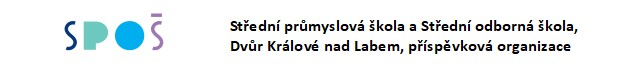 SPOŠ
Střední průmyslová škola a Střední odborná škola,
Dvůr Králové nad Labem, příspěvková organizace